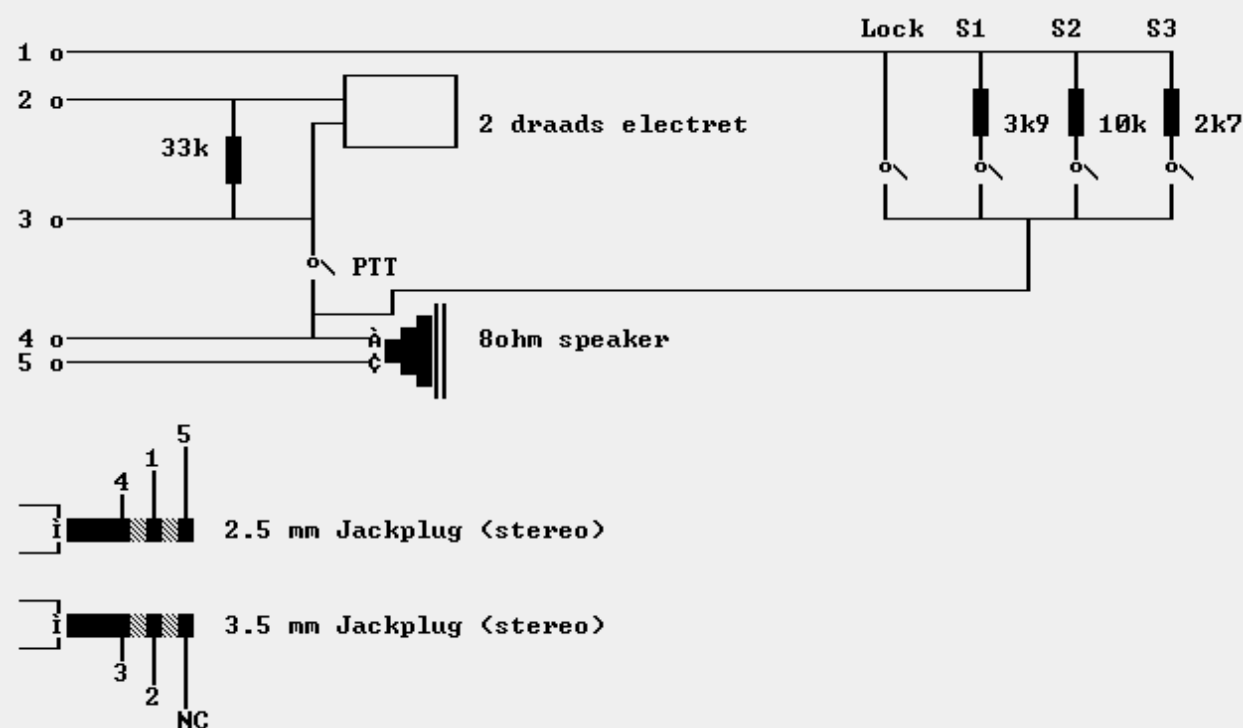 Lock S1 S2 S3
1 o
2 o
2 draads electret
3k9 10k 2k7
33k
3 o
PTT
4 o
8ohm speaker
5 o
5
1
4
2.5 mm Jackplug (stereo)
3.5 mm Jackplug (stereo)
3
2
NC